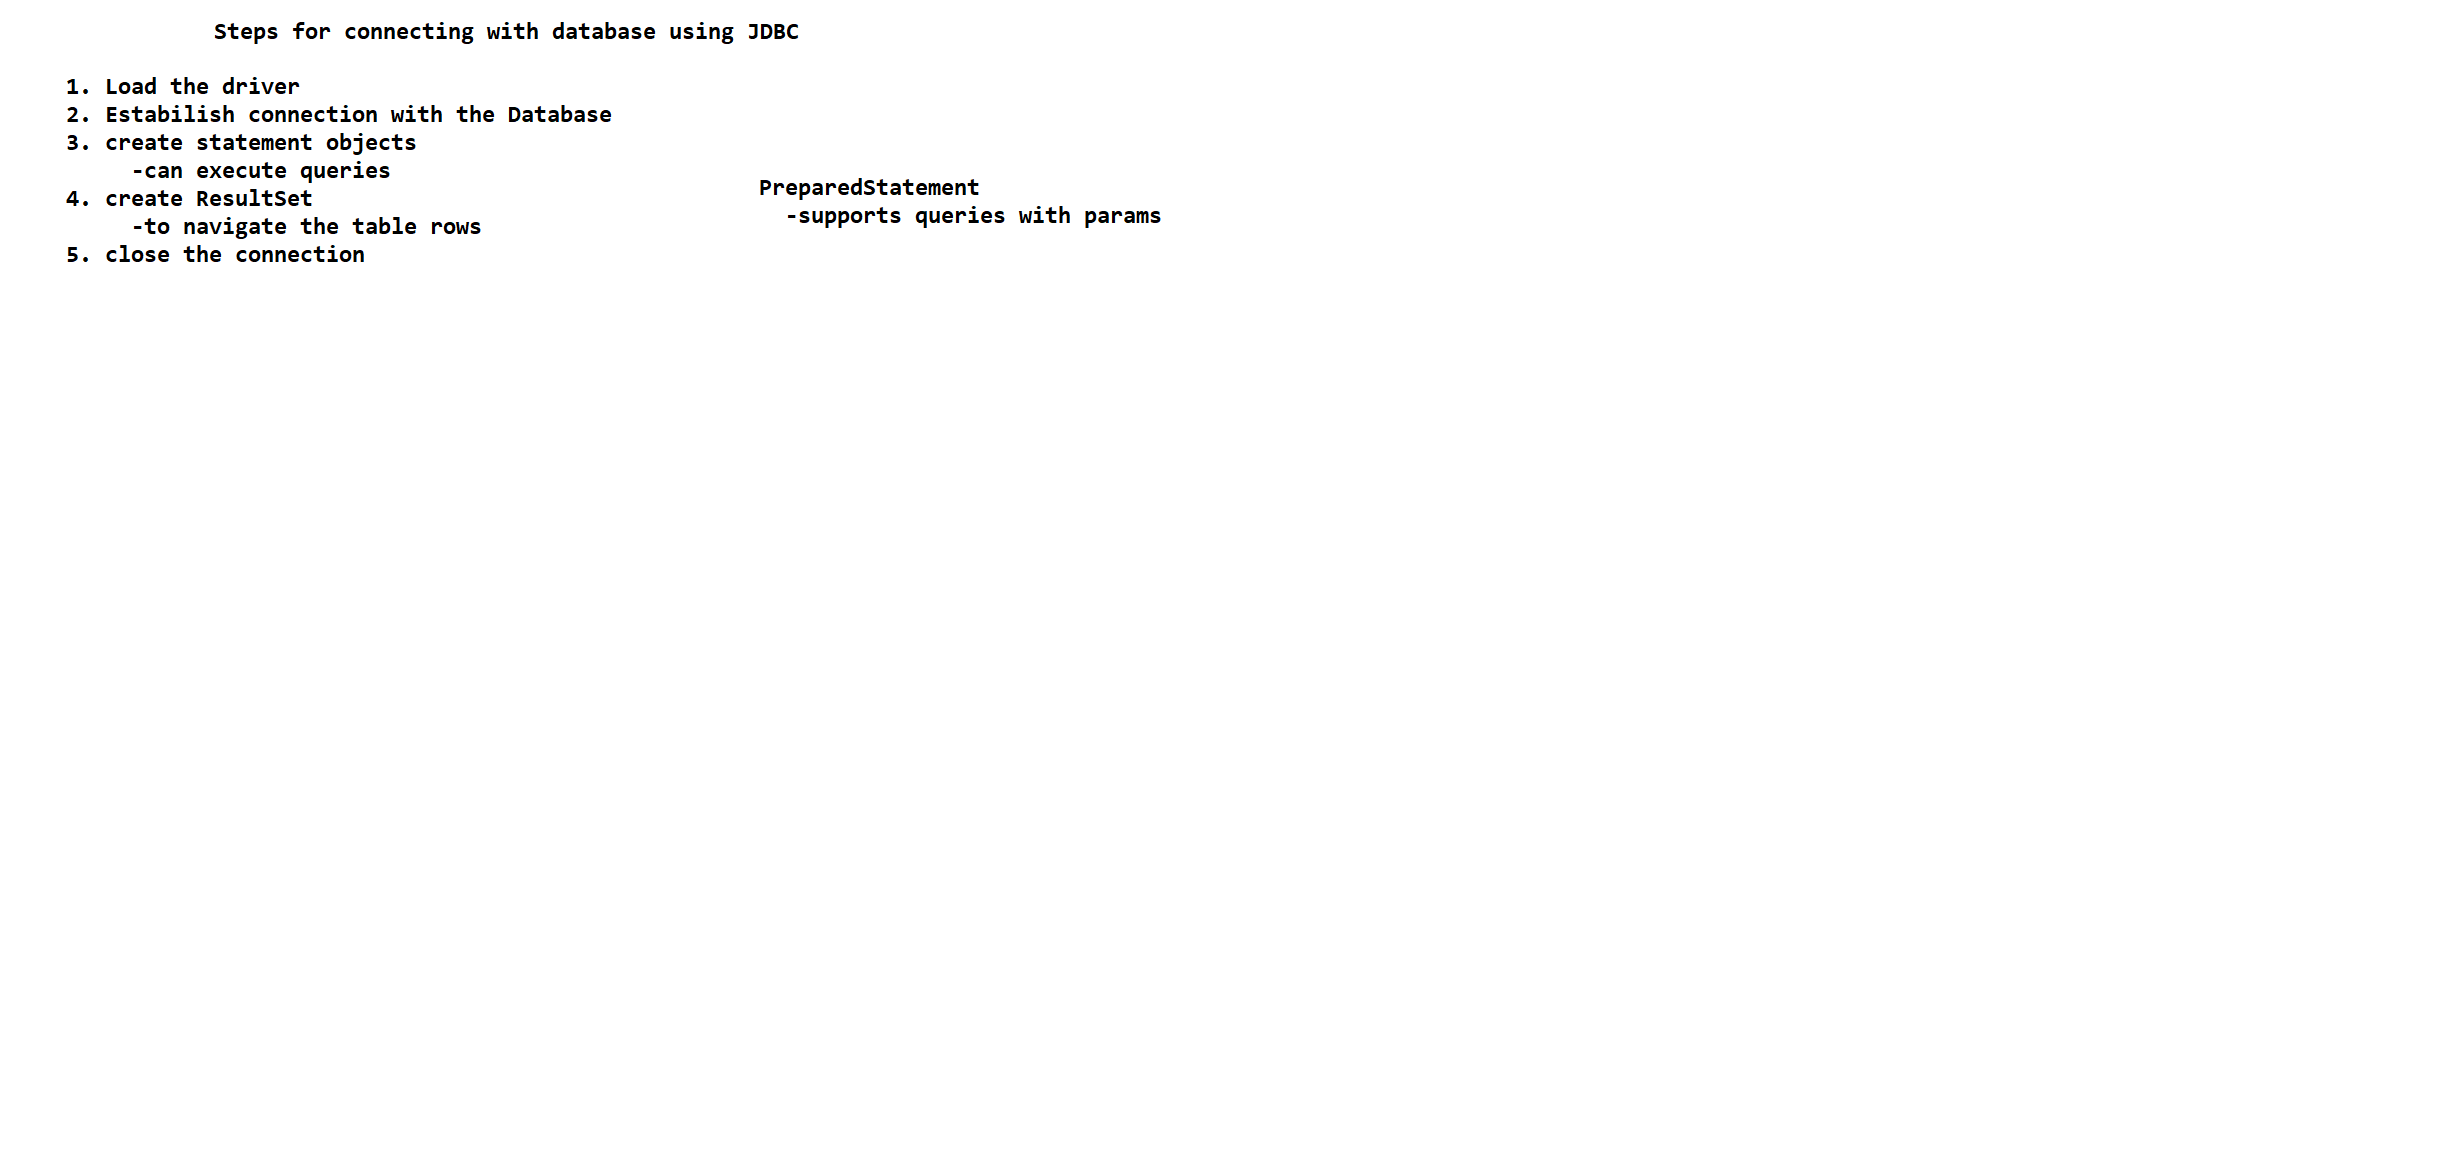 Steps for connecting with database using JDBC
1. Load the driver
2. Estabilish connection with the Database
3. create statement objects
-can execute queries
4. create ResultSet
-to navigate the table rows
5. close the connection
PreparedStatement
-supports queries with params